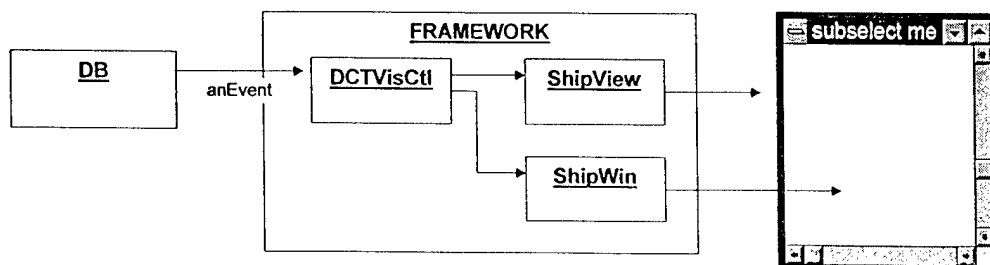 FRAMEWORK
DB
anEvent
DCTVisCtl
ShipView
ShipWin
subselect me